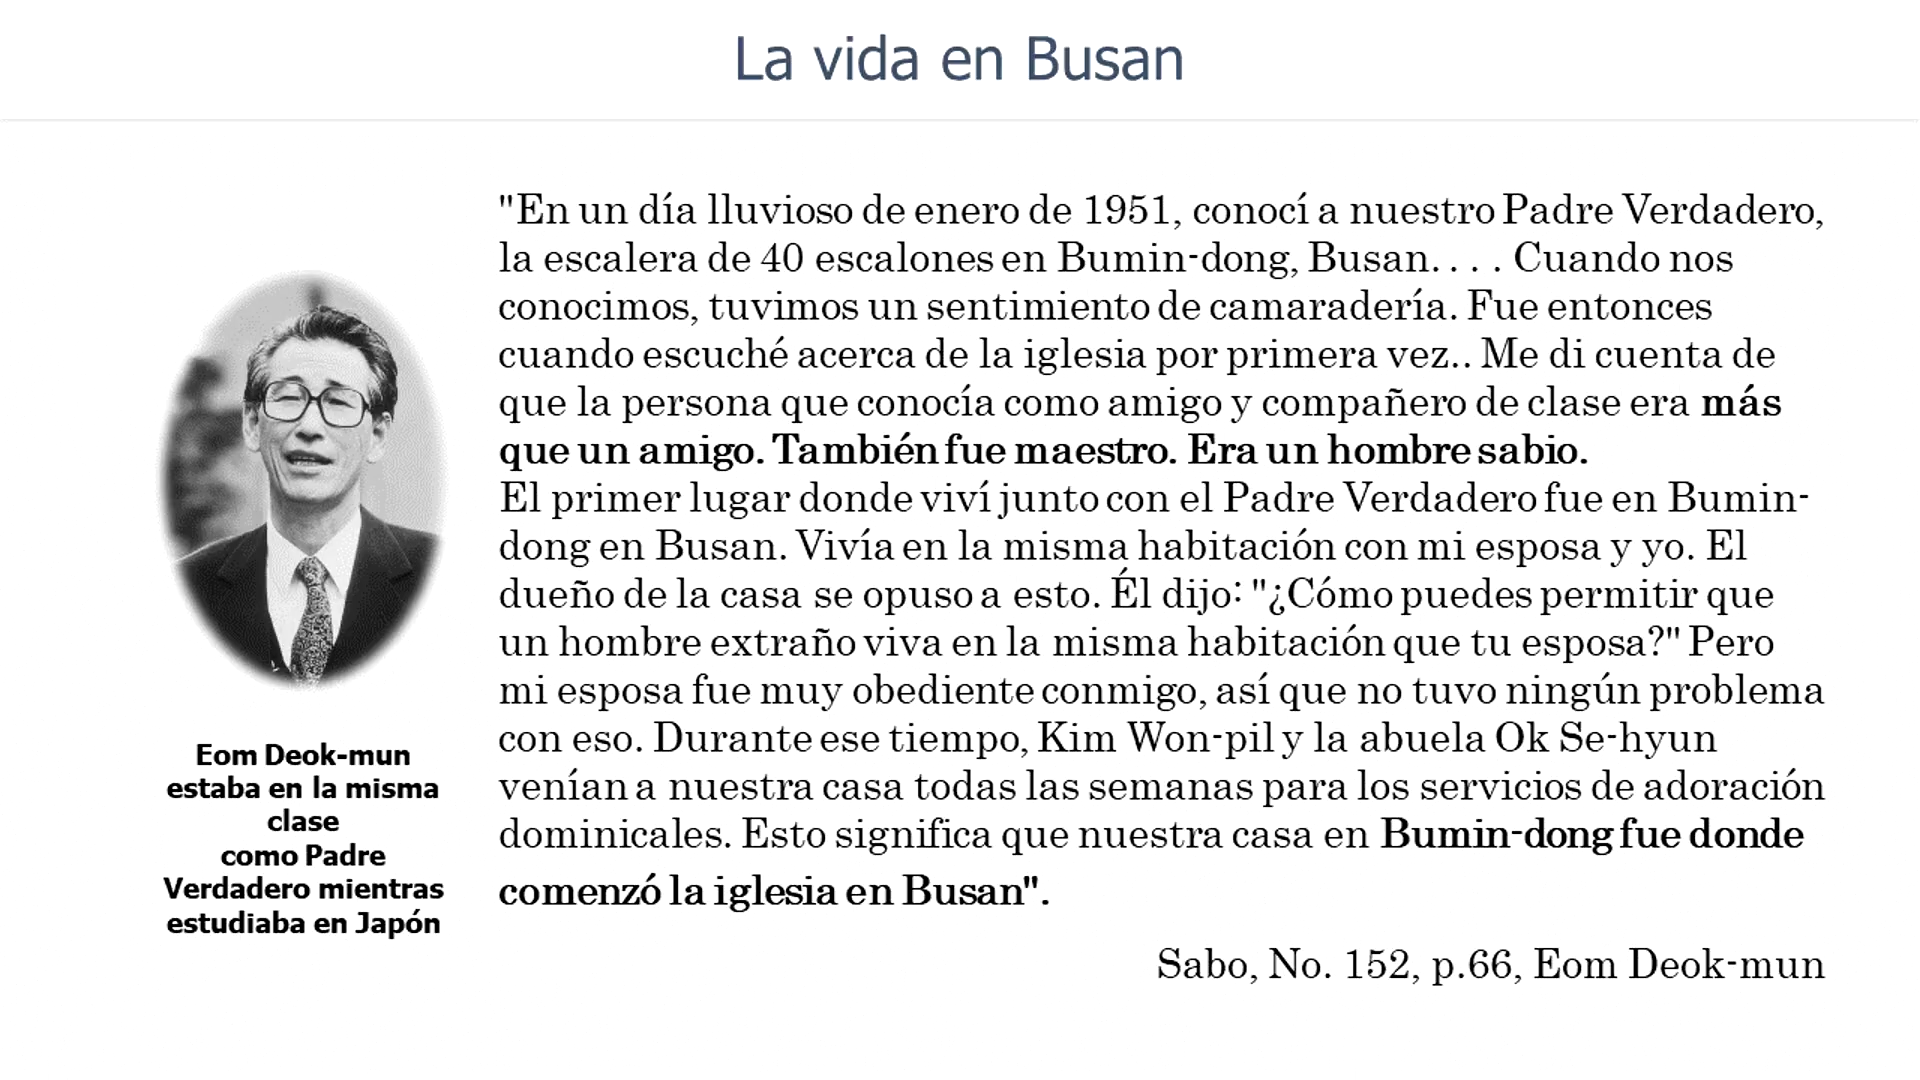 La vida en Busan
"En un día lluvioso de enero de 1951, conocí a nuestro Padre Verdadero,
la escalera de 40 escalones en Bumin-dong, Busan. . . . Cuando nos
conocimos, tuvimos un sentimiento de camaradería. Fue entonces
cuando escuché acerca de la iglesia por primera vez.. Me di cuenta de
que la persona que conocía como amigo y compañero de clase era más
que un amigo. También fue maestro. Era un hombre sabio.
El primer lugar donde viví junto con el Padre Verdadero fue en Bumin-
dong en Busan. Vivía en la misma habitación con mi esposa y yo. El
dueño de la casa se opuso a esto. Él dijo: "¿Cómo puedes permitir que
un hombre extraño viva en la misma habitación que tu esposa?" Pero
mi esposa fue muy obediente conmigo, así que no tuvo ningún problema
con eso. Durante ese tiempo, Kim Won-pil y la abuela Ok Se-hyun
venían a nuestra casa todas las semanas para los servicios de adoración
dominicales. Esto significa que nuestra casa en Bumin-dong fue donde
comenzó la iglesia en Busan".
Sabo, No. 152, p.66, Eom Deok-mun
Eom Deok-mun
estaba en la misma
clase
como Padre
Verdadero mientras
estudiaba en Japón